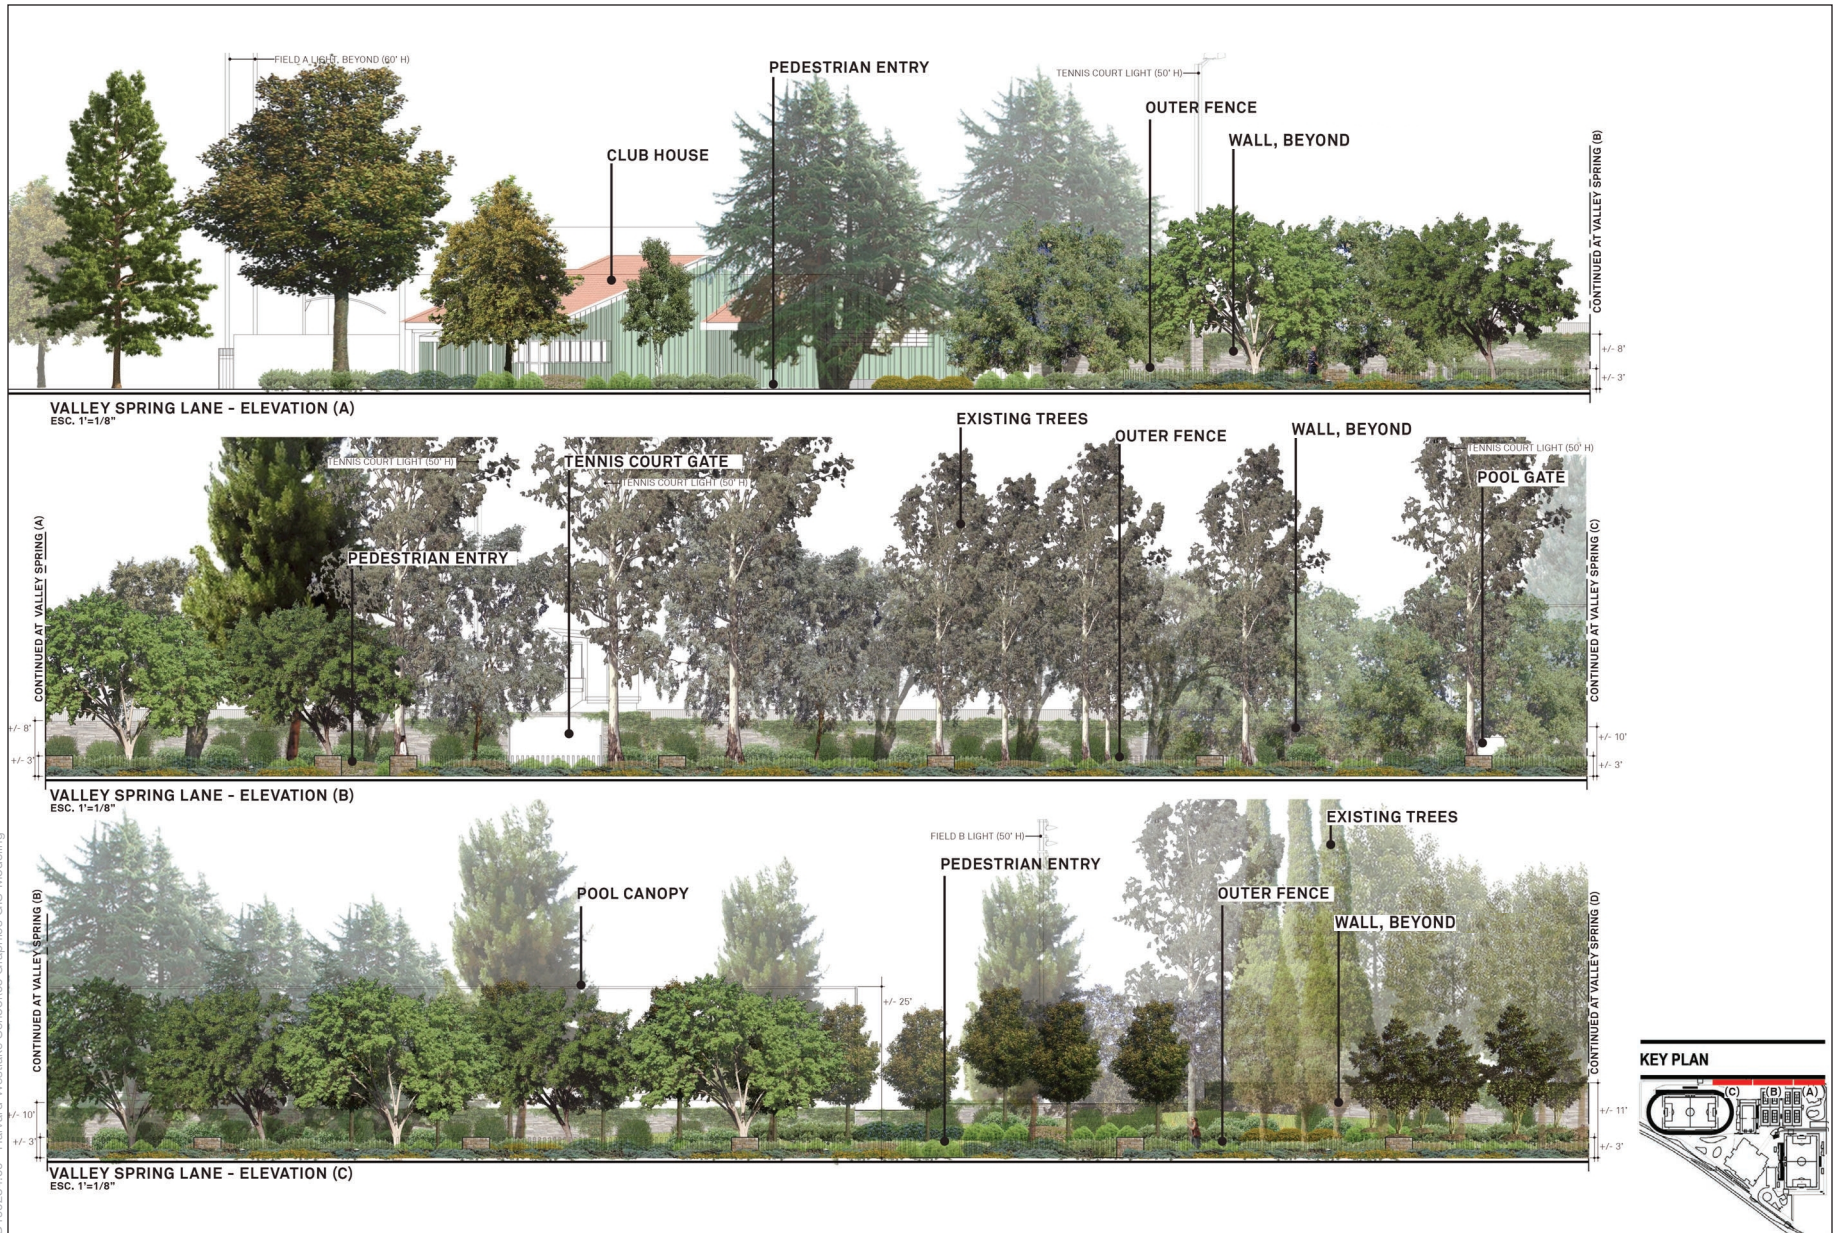 FIELD A LIGHT, BEYOND (60' H)
PEDESTRIAN ENTRY
TENNIS COURT LIGHT (50' H)
OUTER FENCE
WALL, BEYOND
CLUB HOUSE
CONTINUED AT VALLEY SPRING (B)
+/- 8'
+/- 3'
VALLEY SPRING LANE - ELEVATION (A)
ESC. 1'=1/8"
EXISTING TREES
OUTER FENCE
WALL, BEYOND
TENNIS COURT LIGHT (50' H)
TENNIS COURT GATE
TENNIS COURT LIGHT (50' H)
TENNIS COURT LIGHT (50' H)
POOL GATE
PEDESTRIAN ENTRY
CONTINUED AT VALLEY SPRING (A)
CONTINUED AT VALLEY SPRING (C)
+/- 8'
+/- 3'
+/- 10'
+/- 3'
VALLEY SPRING LANE - ELEVATION (B)
ESC. 1'=1/8"
EXISTING TREES
FIELD B LIGHT (50' H)
PEDESTRIAN ENTRY
POOL CANOPY
OUTER FENCE
WALL, BEYOND
CONTINUED AT VALLEY SPRING (B)
CONTINUED AT VALLEY SPRING (D)
+/- 25'
+/- 10'
+/- 3'
+/- 11'
+/- 3'
VALLEY SPRING LANE - ELEVATION (C)
ESC. 1'=1/8"
KEY PLAN
(C)
(B)
(A)